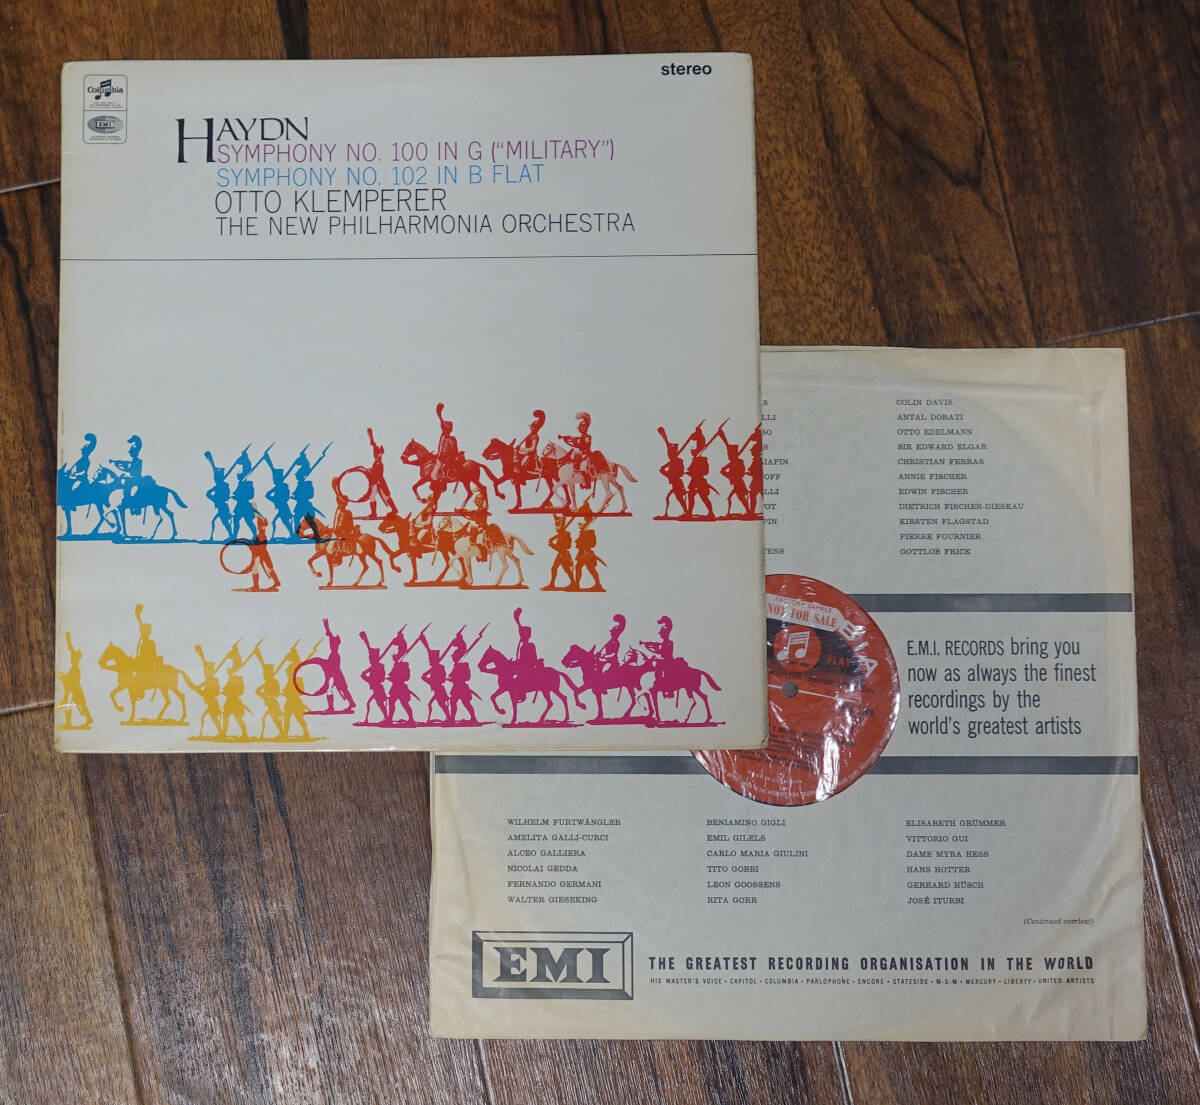 Columbia
EMI
stereo
HAYDN
SYMPHONY NO. 100 IN G ("MILITARY")
SYMPHONY NO. 102 IN B FLAT
OTTO KLEMPERER
THE NEW PHILHARMONIA ORCHESTRA
COLIN DAVIS
ANTAL DORATI
OTTO EDELMANN
SIR EDWARD ELGAR
CHRISTIAN FERRAS
ANNIE FISCHER
EDWIN FISCHER
DIETRICH FISCHER-DIESKAU
KIRSTEN FLAGSTAD
PIERRE FOURNIER
GOTTLOB FRICK
FACTORY SAMPLE
NOT FOR SALE
E.M.I. RECORDS bring you
now as always the finest
recordings by the
world's greatest artists
WILHELM FURTWÄNGLER
AMELITA GALLI-CURCI
ALCEO GALLIERA
NICOLAI GEDDA
FERNANDO GERMANI
WALTER GIESEKING
BENIAMINO GIGLI
EMIL GILELS
CARLO MARIA GIULINI
TITO GOBBI
LEON GOOSSENS
RITA GORR
ELISABETH GRÜMMER
VITTORIO GUI
DAME MYRA HESS
HANS HOTTER
GERHARD HÜSCH
JOSÉ ITURBI
(Continued overleaf)
EMI
THE GREATEST RECORDING ORGANISATION IN THE WORLD
HIS MASTER'S VOICE • CAPITOL • COLUMBIA • PARLOPHONE • ENCORE • STATESIDE • M-G-M • MERCURY • LIBERTY • UNITED ARTISTS